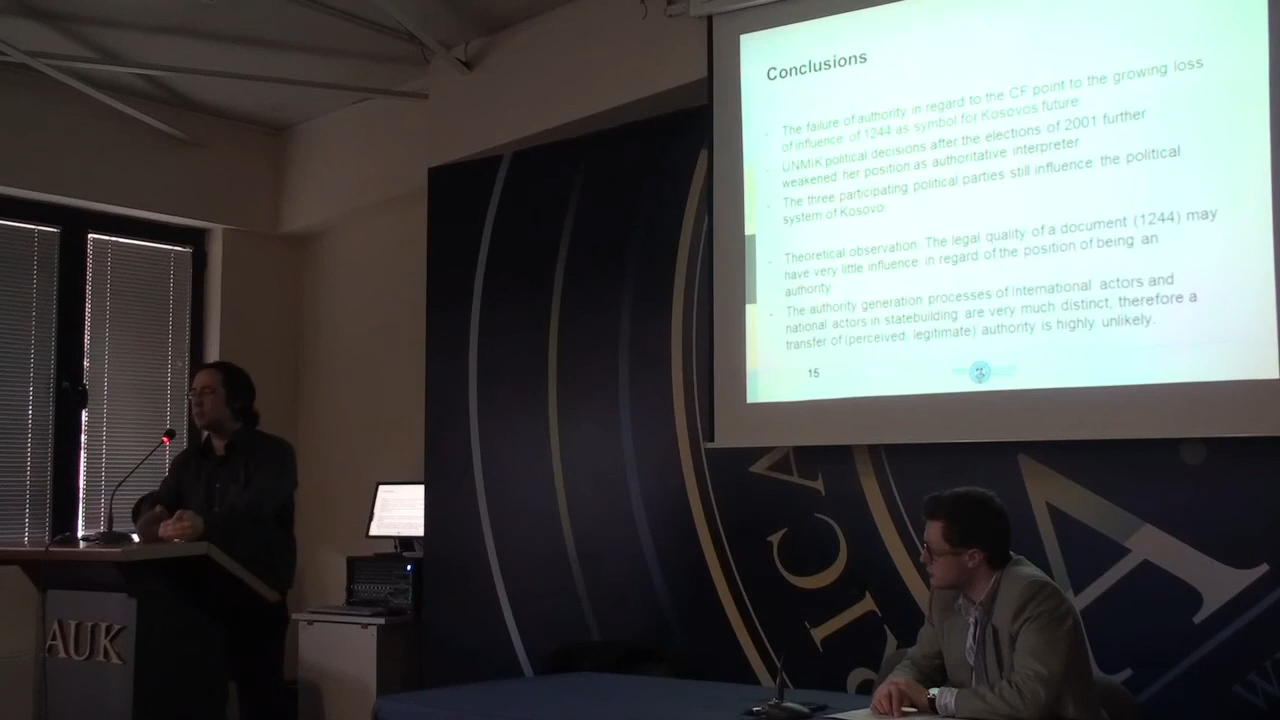 Conclusions
The failure of authority in regard to the CF point to the growing loss
of influence of 1244 as symbol for Kosovos future
UNMiK political decisions after the elections of 2001 further
weakened her position as authoritative interpreter
The three participating political parties still influence the political
system of Kosovo
Theoretical observation: The legal quality of a document (1244) may
have very little influence in regard of the position of being an
authority
The authority generation processes of International actors and
national actors in statebuilding are very much distinct, therefore a
transfer of (perceived legitimate) authority is highly unlikely.
15
AUK
RICA
A